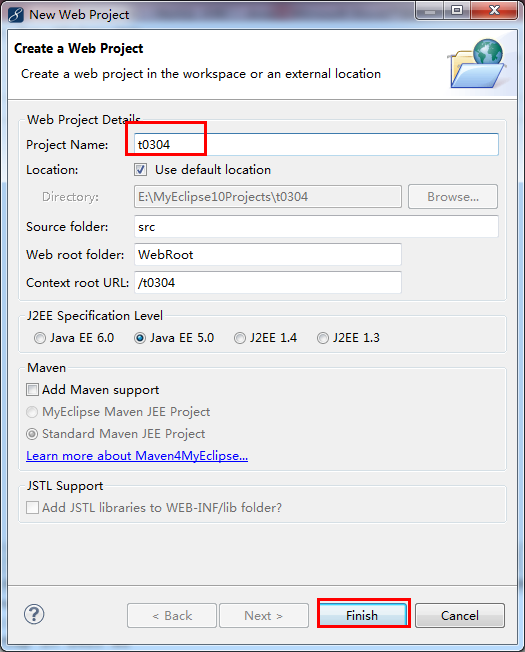 New Web Project
Create a Web Project
Create a web project in the workspace or an external location
Web Project Details
Project Name: t0304
Location: Use default location
Directory: E:\MyEclipse10Projects\t0304 Browse...
Source folder: src
Web root folder: WebRoot
Context root URL: /t0304
J2EE Specification Level
Java EE 6.0 Java EE 5.0 J2EE 1.4 J2EE 1.3
Maven
Add Maven support
MyEclipse Maven JEE Project
Standard Maven JEE Project
Learn more about Maven4MyEclipse...
JSTL Support
Add JSTL libraries to WEB-INF/lib folder?
? < Back Next > Finish Cancel